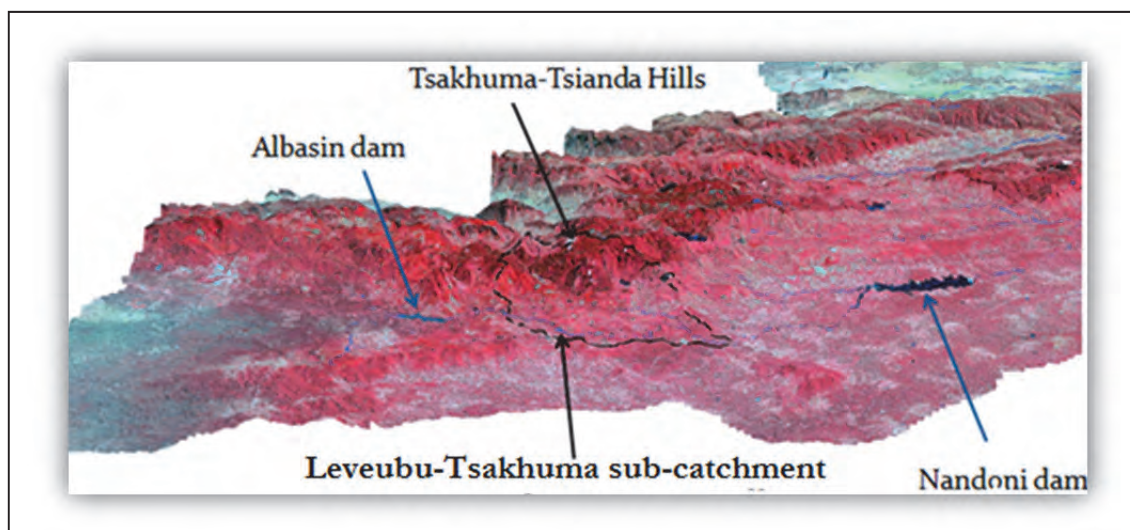 Tsakhuma-Tsianda Hills
Albasin dam
Leveubu-Tsakhuma sub-catchment
Nandoni dam